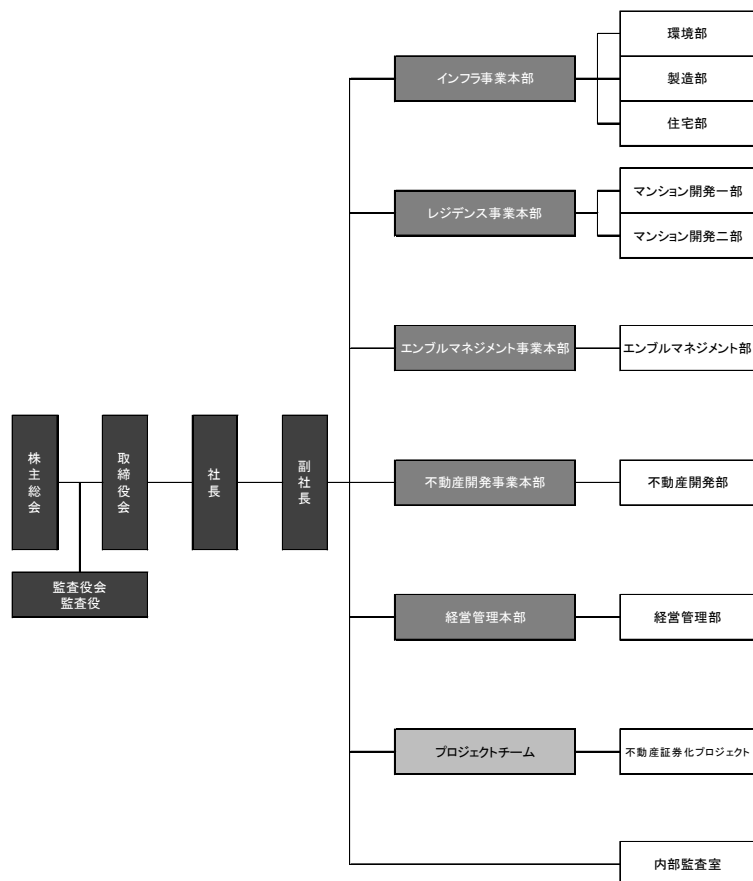 環境部
インフラ事業本部
製造部
住宅部
マンション開発一部
レジデンス事業本部
マンション開発二部
エンブルマネジメント事業本部
エンブルマネジメント部
株主総会
取締役会
社長
副社長
不動産開発事業本部
不動産開発部
監査役会
監査役
経営管理本部
経営管理部
プロジェクトチーム
不動産証券化プロジェクト
内部監査室